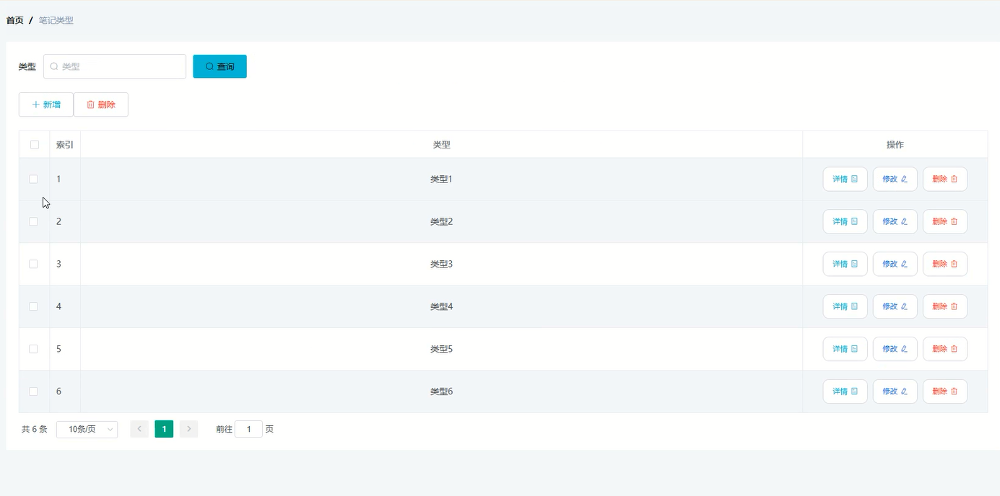 首页 / 笔记类型
类型 类型 查询
新增 删除
索引 类型 操作
1 类型1 详情 修改 删除
2 类型2 详情 修改 删除
3 类型3 详情 修改 删除
4 类型4 详情 修改 删除
5 类型5 详情 修改 删除
6 类型6 详情 修改 删除
共 6 条 10条/页 1 前往 1 页